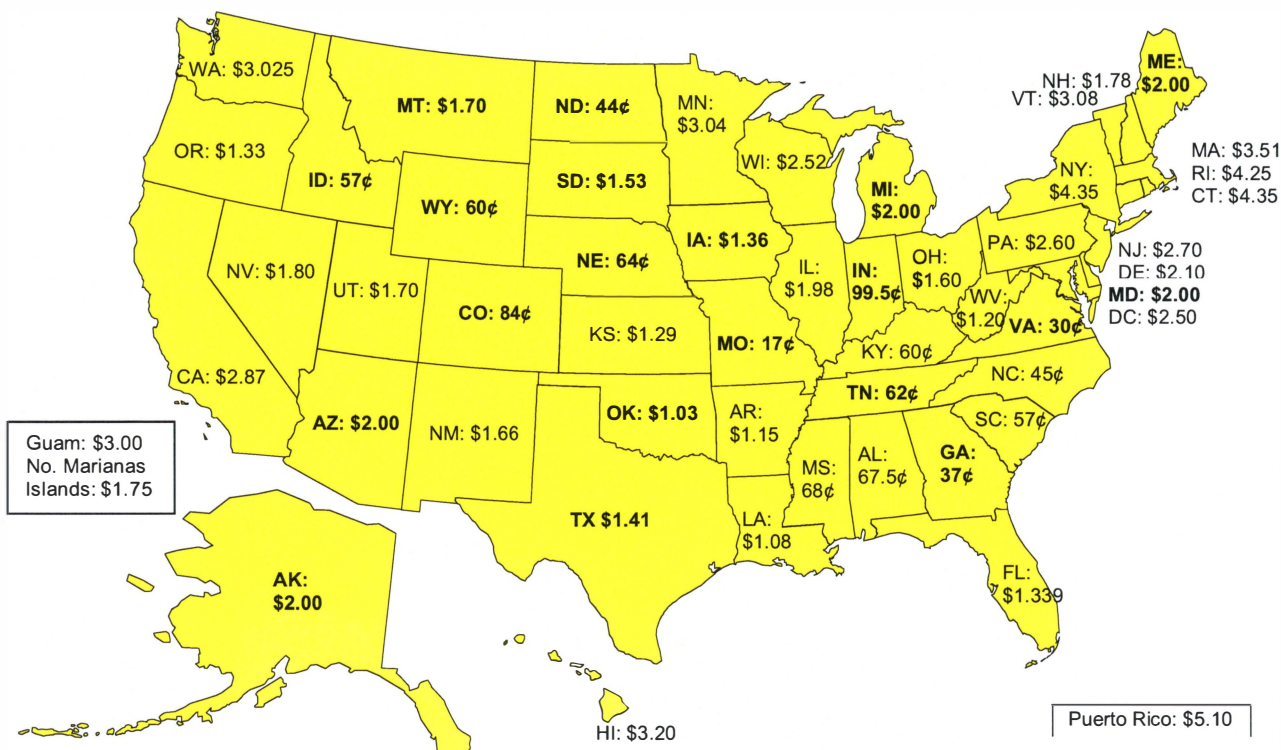 WA: $3.025
MT: $1.70
ND: 44¢
MN:
$3.04
OR: $1.33
ID: 57¢
WY: 60¢
SD: $1.53
WI: $2.52
MI:
$2.00
NH: $1.78
VT: $3.08
ME:
$2.00
NY:
$4.35
MA: $3.51
RI: $4.25
CT: $4.35
NV: $1.80
UT: $1.70
CO: 84¢
NE: 64¢
IA: $1.36
IL:
$1.98
IN:
99.5¢
OH:
$1.60
PA: $2.60
NJ: $2.70
DE: $2.10
MD: $2.00
DC: $2.50
WV:
$1.20
VA: 30¢
CA: $2.87
KS: $1.29
MO: 17¢
KY: 60¢
NC: 45¢
TN: 62¢
SC: 57¢
AZ: $2.00
NM: $1.66
OK: $1.03
AR:
$1.15
MS:
68¢
AL:
67.5¢
GA:
37¢
Guam: $3.00
No. Marianas
Islands: $1.75
TX $1.41
LA:
$1.08
FL:
$1.339
AK:
$2.00
HI: $3.20
Puerto Rico: $5.10